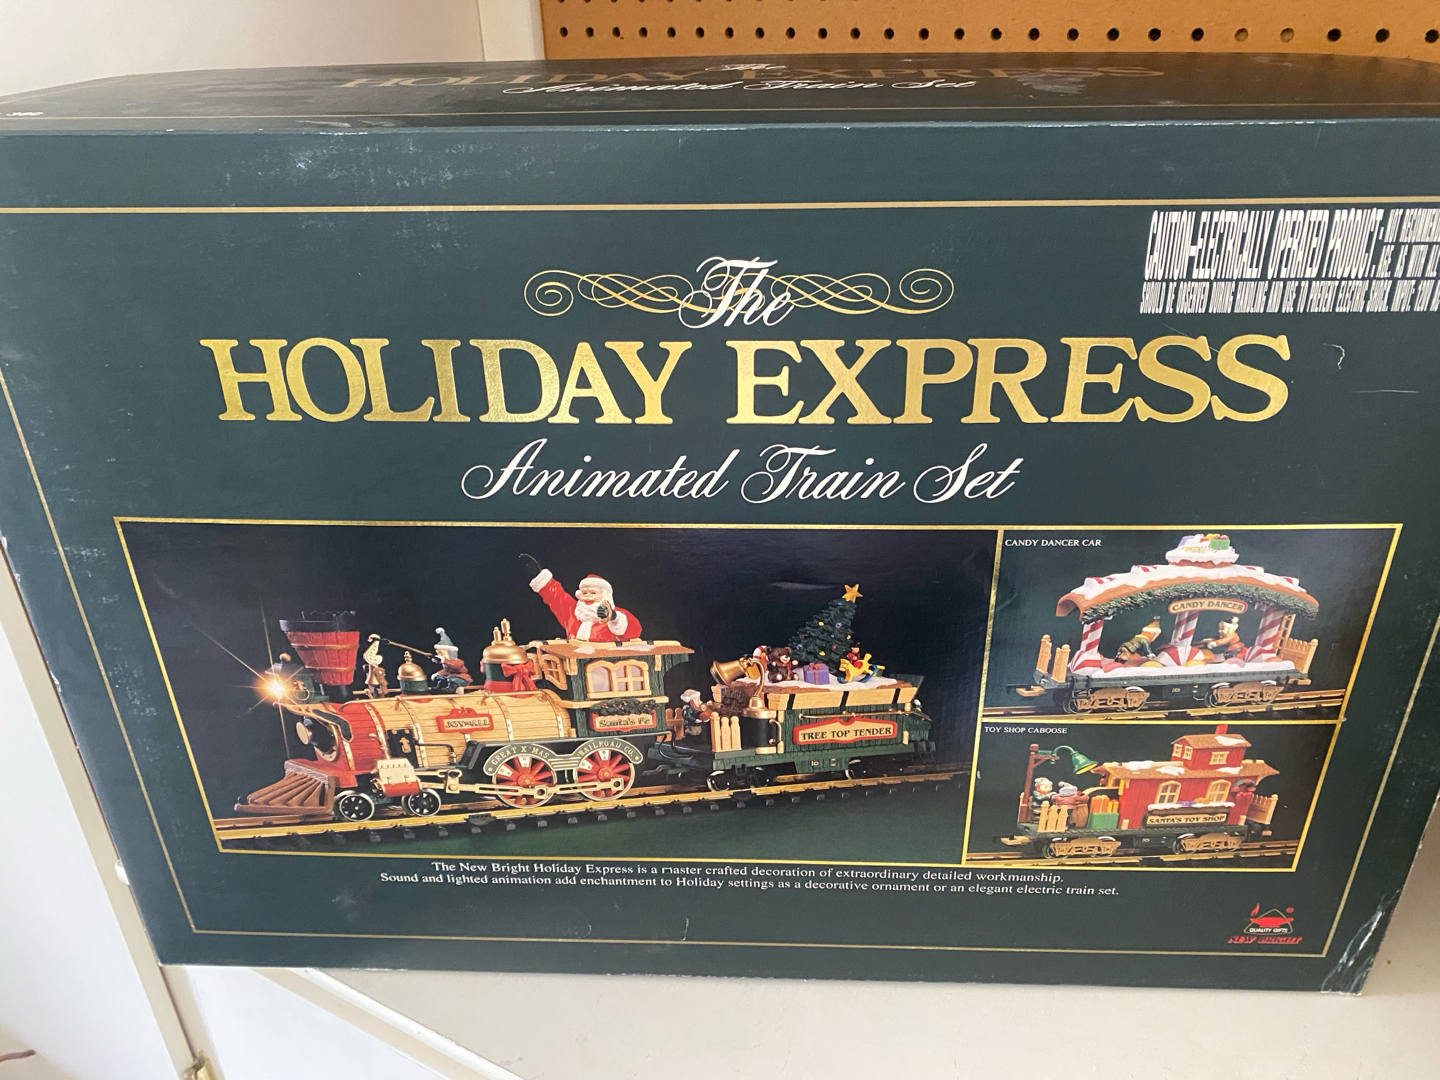 The
HOLIDAY EXPRESS
Animated Train Set
CAUTION-ELECTRICALLY OPERATED PRODUCT:
The
HOLIDAY EXPRESS
Animated Train Set
CANDY DANCER CAR
CANDY DANCER
JOYWELL
Santa's Fe
GREAT X'MAS RAILROAD CO.
TREE TOP TENDER
TOY SHOP CABOOSE
SANTA'S TOY SHOP
The New Bright Holiday Express is a master crafted decoration of extraordinary detailed workmanship.
Sound and lighted animation add enchantment to Holiday settings as a decorative ornament or an elegant electric train set.
QUALITY GIFTS
NEW BRIGHT